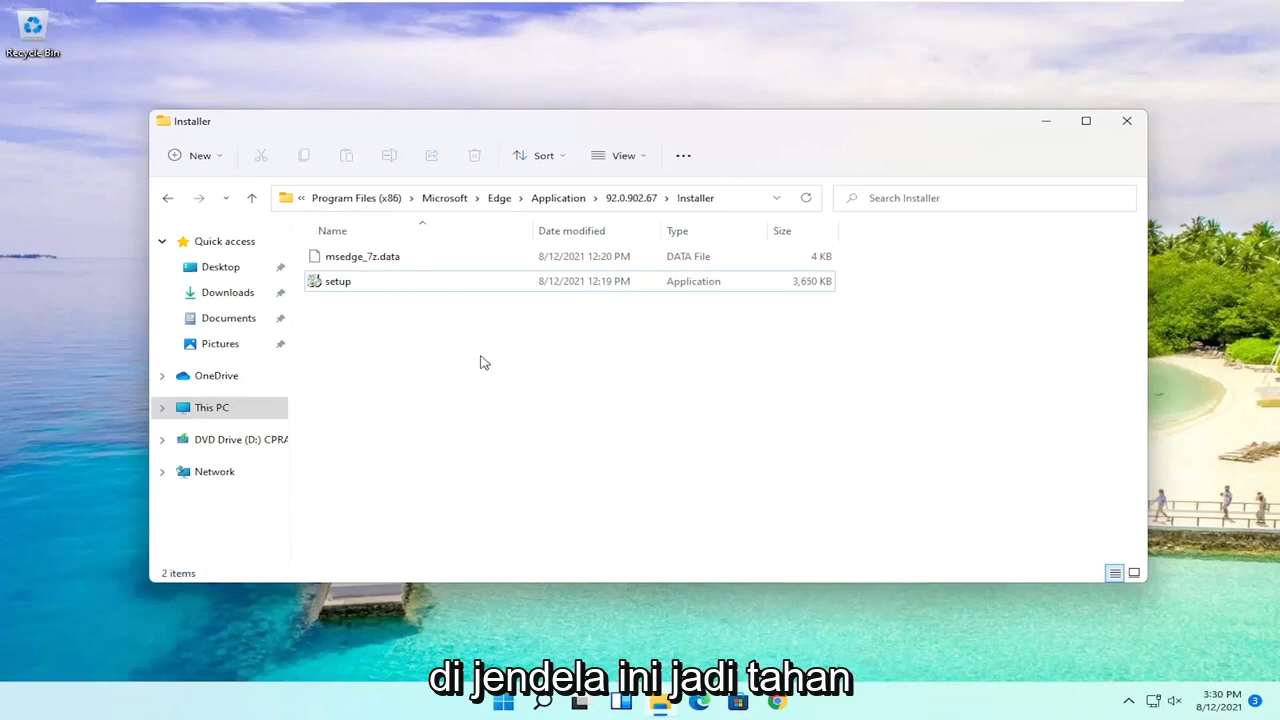 Recycle Bin
Installer
New
Sort
View
« Program Files (x86) > Microsoft > Edge > Application > 92.0.902.67 > Installer
Search Installer
Name Date modified Type Size
Quick access
Desktop
Downloads
Documents
Pictures
OneDrive
This PC
DVD Drive (D:) CPRA
Network
msedge_7z.data 8/12/2021 12:20 PM DATA File 4 KB
setup 8/12/2021 12:19 PM Application 3,650 KB
2 items
di jendela ini jadi tahan
3:30 PM
8/12/2021
3